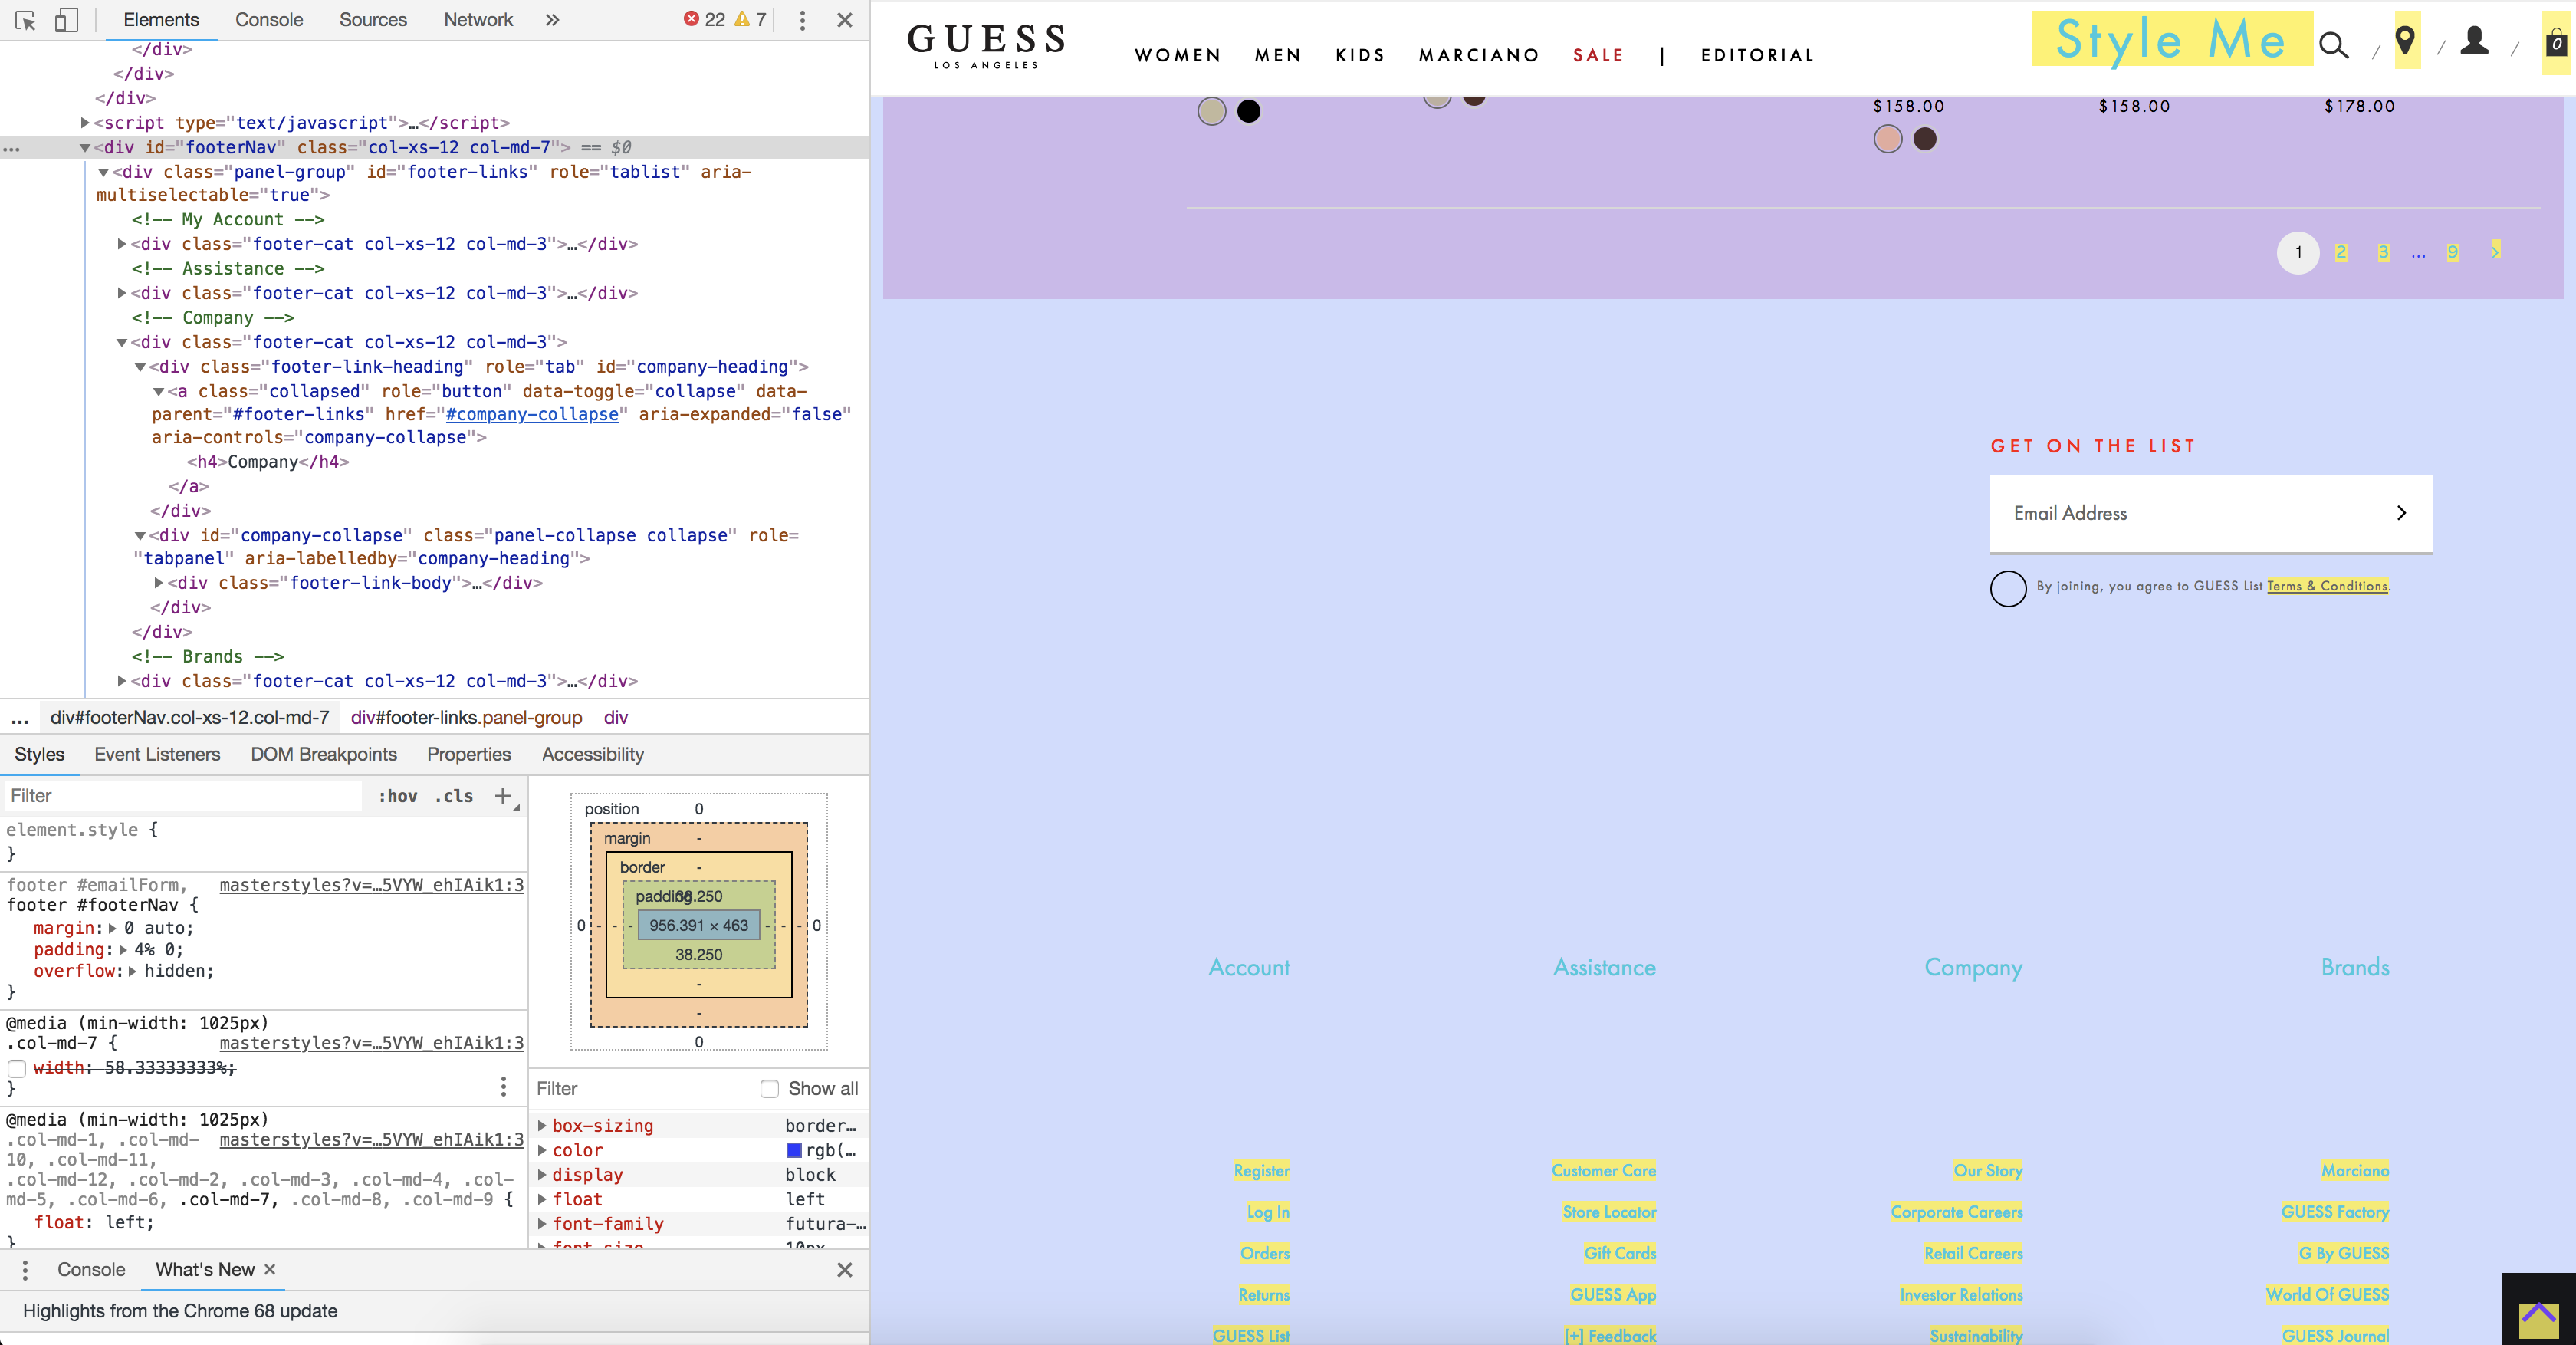 Elements Console Sources Network » 22 7
</div>
</div>
</div>
<script type="text/javascript">…</script>
… <div id="footerNav" class="col-xs-12 col-md-7"> == $0
<div class="panel-group" id="footer-links" role="tablist" aria-
multiselectable="true">
<!-- My Account -->
<div class="footer-cat col-xs-12 col-md-3">…</div>
<!-- Assistance -->
<div class="footer-cat col-xs-12 col-md-3">…</div>
<!-- Company -->
<div class="footer-cat col-xs-12 col-md-3">
<div class="footer-link-heading" role="tab" id="company-heading">
<a class="collapsed" role="button" data-toggle="collapse" data-
parent="#footer-links" href="#company-collapse" aria-expanded="false"
aria-controls="company-collapse">
<h4>Company</h4>
</a>
</div>
<div id="company-collapse" class="panel-collapse collapse" role=
"tabpanel" aria-labelledby="company-heading">
<div class="footer-link-body">…</div>
</div>
</div>
<!-- Brands -->
<div class="footer-cat col-xs-12 col-md-3">…</div>
… div#footerNav.col-xs-12.col-md-7 div#footer-links.panel-group div
Styles Event Listeners DOM Breakpoints Properties Accessibility
Filter :hov .cls +
element.style {
}
footer #emailForm, masterstyles?v=…5VYW_ehIAik1:3
footer #footerNav {
margin: 0 auto;
padding: 4% 0;
overflow: hidden;
}
@media (min-width: 1025px)
.col-md-7 { masterstyles?v=…5VYW_ehIAik1:3
width: 58.33333333%;
}
@media (min-width: 1025px)
.col-md-1, .col-md- masterstyles?v=…5VYW_ehIAik1:3
10, .col-md-11,
.col-md-12, .col-md-2, .col-md-3, .col-md-4, .col-
md-5, .col-md-6, .col-md-7, .col-md-8, .col-md-9 {
float: left;
}
position 0
margin -
border -
padding 38.250
0 - - - 956.391 × 463 - - - 0
38.250
-
-
0
Filter Show all
box-sizing border…
color rgb(…
display block
float left
font-family futura-…
font-size 10px
Console What's New ×
Highlights from the Chrome 68 update
GUESS
LOS ANGELES
WOMEN MEN KIDS MARCIANO SALE | EDITORIAL
Style Me / / / 0
$158.00 $158.00 $178.00
1 2 3 ... 9 >
GET ON THE LIST
Email Address
By joining, you agree to GUESS List Terms & Conditions.
Account Assistance Company Brands
Register Customer Care Our Story Marciano
Log In Store Locator Corporate Careers GUESS Factory
Orders Gift Cards Retail Careers G By GUESS
Returns GUESS App Investor Relations World Of GUESS
GUESS List [+] Feedback Sustainability GUESS Journal